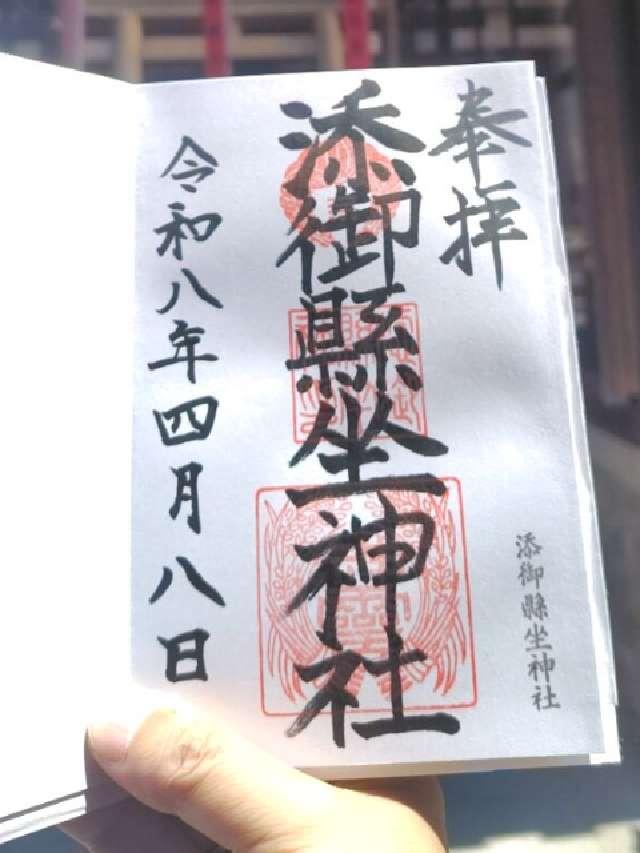 奉拝
添御縣坐神社
添御縣坐神社
令和八年四月八日